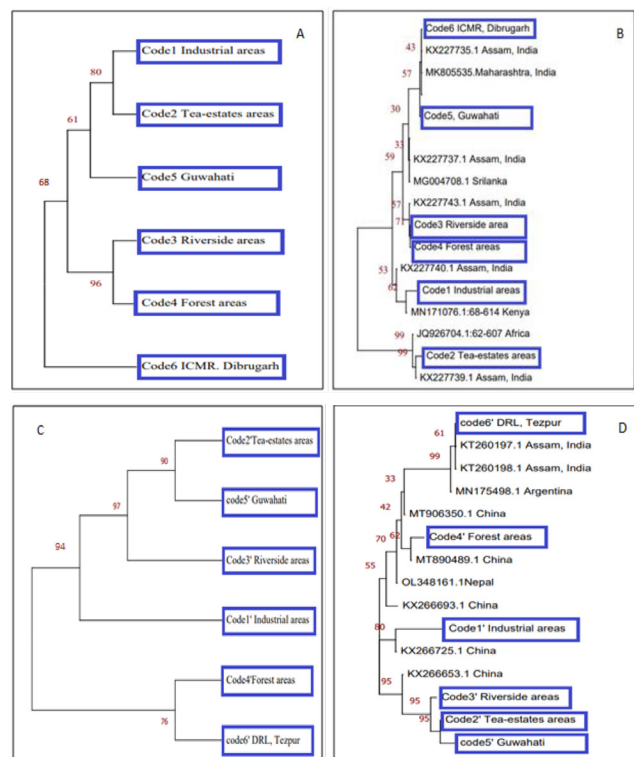 A
Code1 Industrial areas
80
Code2 Tea-estates areas
61
Code5 Guwahati
68
Code3 Riverside areas
96
Code4 Forest areas
Code6 ICMR. Dibrugarh
B
Code6 ICMR, Dibrugarh
43
KX227735.1 Assam, India
57
MK805535.Maharashtra, India
30
Code5, Guwahati
33
59
KX227737.1 Assam, India
MG004708.1 Srilanka
57
KX227743.1 Assam, India
71
Code3 Riverside area
Code4 Forest areas
53
KX227740.1 Assam, India
62
Code1 Industrial areas
MN171076.1:68-614 Kenya
99
JQ926704.1:62-607 Africa
99
Code2 Tea-estates areas
KX227739.1 Assam, India
C
Code2'Tea-estates areas
90
code5' Guwahati
97
Code3' Riverside areas
94
Code1' Industrial areas
Code4'Forest areas
76
code6' DRL, Tezpur
D
code6' DRL, Tezpur
61
KT260197.1 Assam, India
99
KT260198.1 Assam, India
33
MN175498.1 Argentina
42
MT906350.1 China
70
62
Code4' Forest areas
55
MT890489.1 China
OL348161.1Nepal
KX266693.1 China
80
Code1' Industrial areas
KX266725.1 China
95
KX266653.1 China
95
Code3' Riverside areas
95
Code2' Tea-estates areas
code5' Guwahati